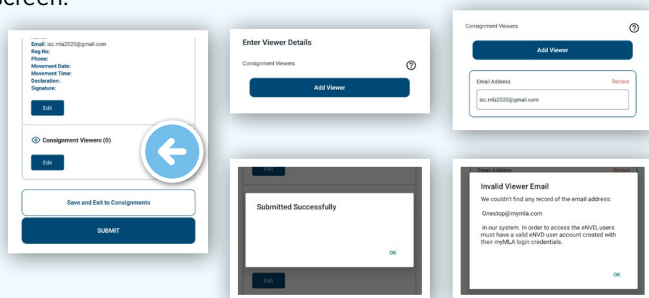 screen.
Email: isc.mla2020@gmail.com
Reg No:
Phone:
Movement Date:
Movement Time:
Declaration:
Signature:
Edit
Consignment Viewers (0)
Edit
Save and Exit to Consignments
SUBMIT
Enter Viewer Details
Consignment Viewers
Add Viewer
Consignment Viewers
Add Viewer
Email Address Remove
isc.mla2020@gmail.com
Edit
Submitted Successfully
OK
Edit
Email Address Remove
Invalid Viewer Email
We couldn't find any record of the email address:
Onestop@mymla.com
in our system. In order to access the eNVD, users
must have a valid eNVD user account created with
their myMLA login credentials.
OK